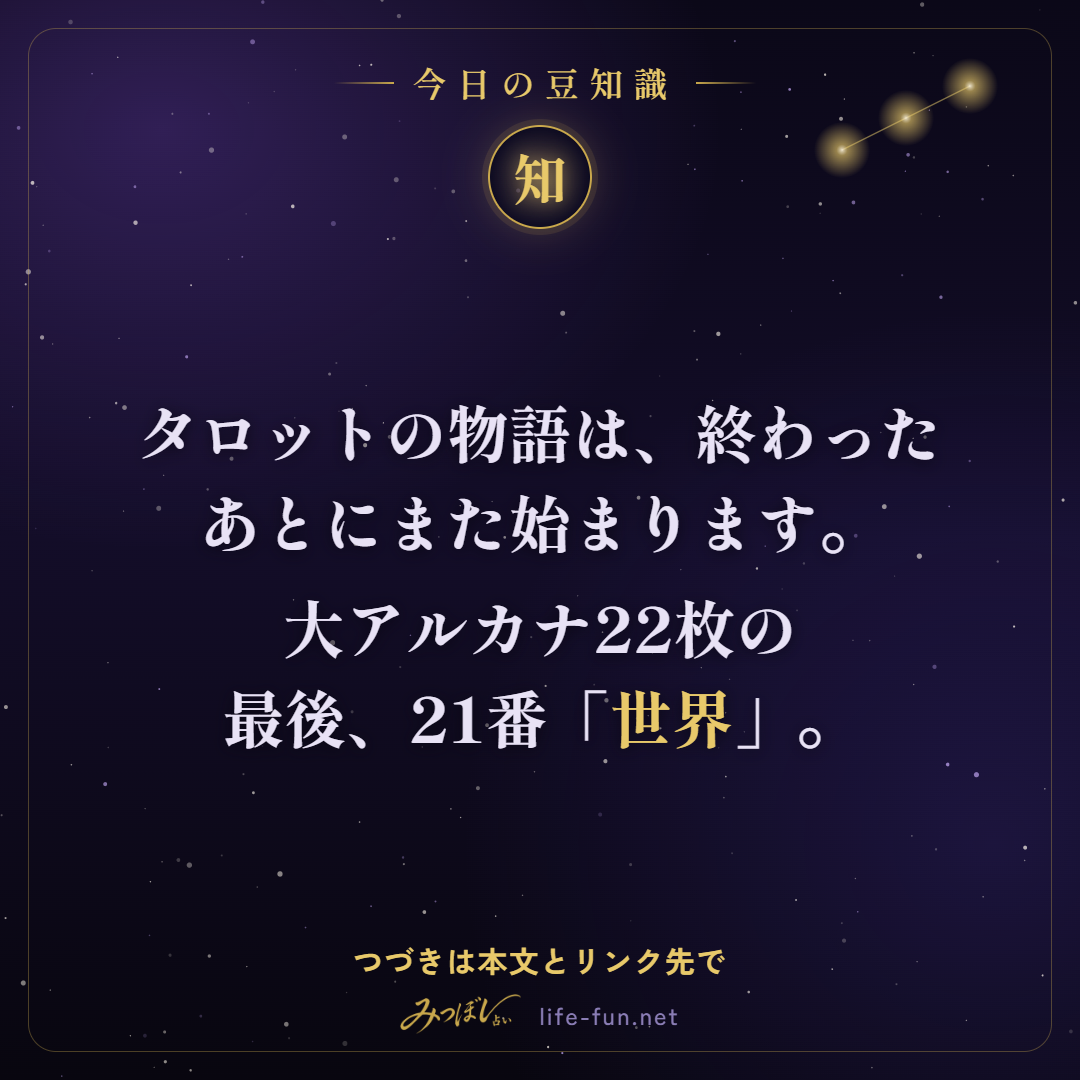 今日の豆知識
知
タロットの物語は、終わった
あとにまた始まります。
大アルカナ22枚の
最後、21番「世界」。
つづきは本文とリンク先で
みつぼし占い life-fun.net